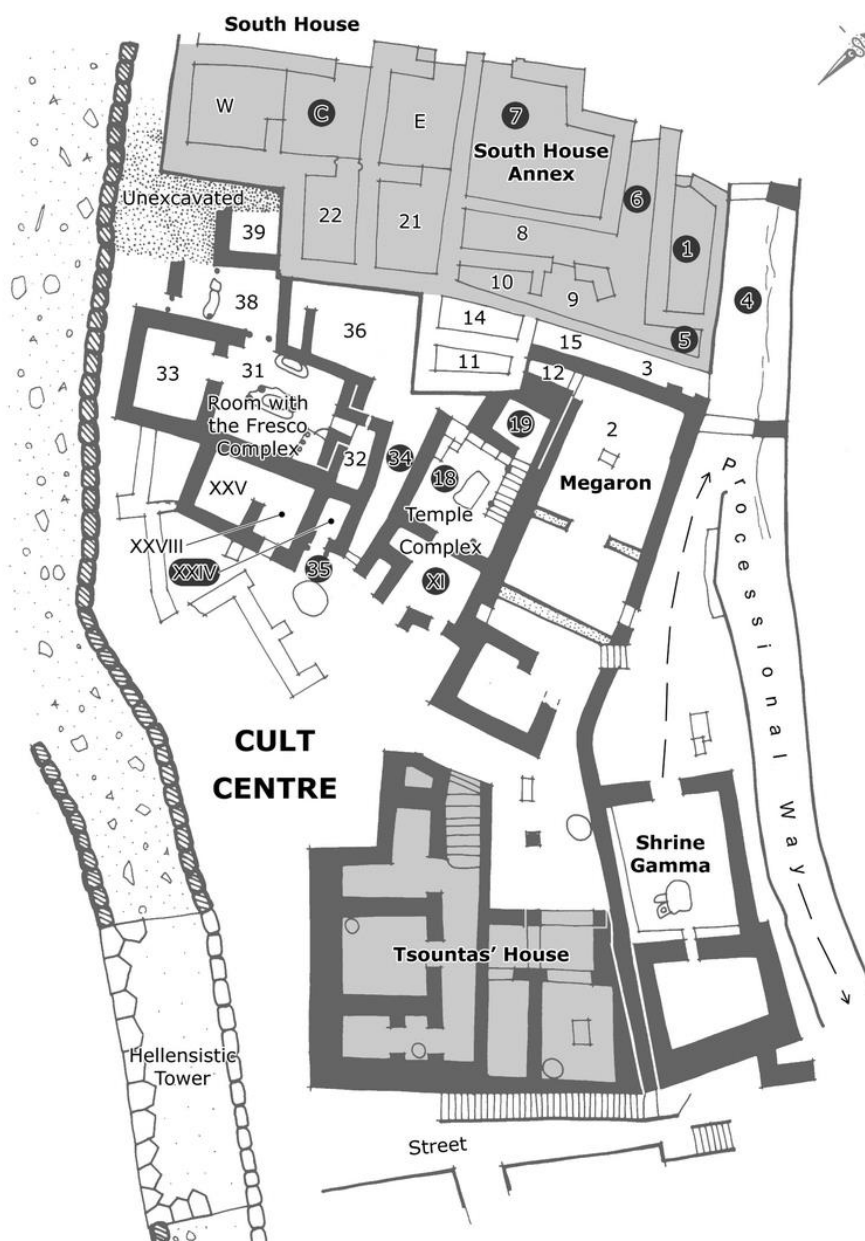 South House
W
C
E
7
South House
Annex
Unexcavated
39
22
21
8
6
1
4
10
9
5
38
36
14
15
11
3
12
33
31
Room with
the Fresco
Complex
32
34
19
18
2
Megaron
Temple
Complex
XXV
XXVIII
XXIV
35
XI
Processional Way
CULT
CENTRE
Shrine
Gamma
Tsountas’ House
Hellensistic
Tower
Street